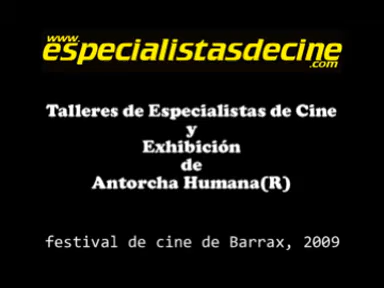 www.
especialistasdecine
.com
Talleres de Especialistas de Cine
y
Exhibición
de
Antorcha Humana(R)
festival de cine de Barrax, 2009